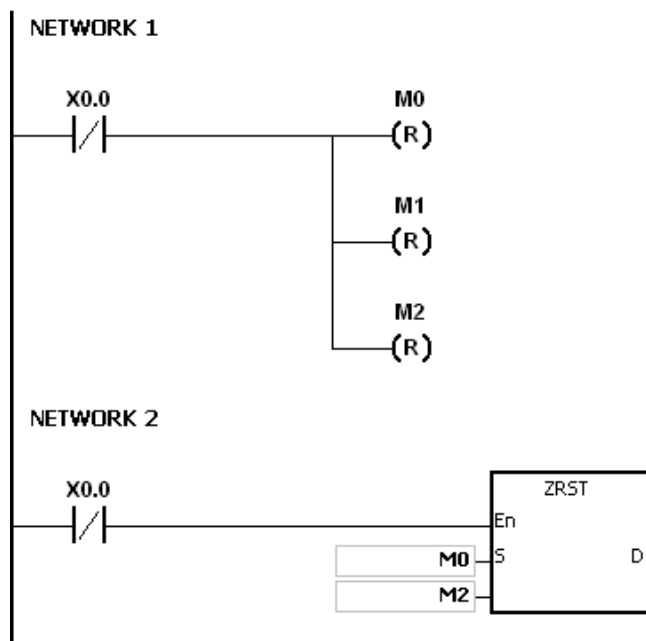 NETWORK 1
X0.0
M0
(R)
M1
(R)
M2
(R)
NETWORK 2
X0.0
ZRST
En
M0 S D
M2